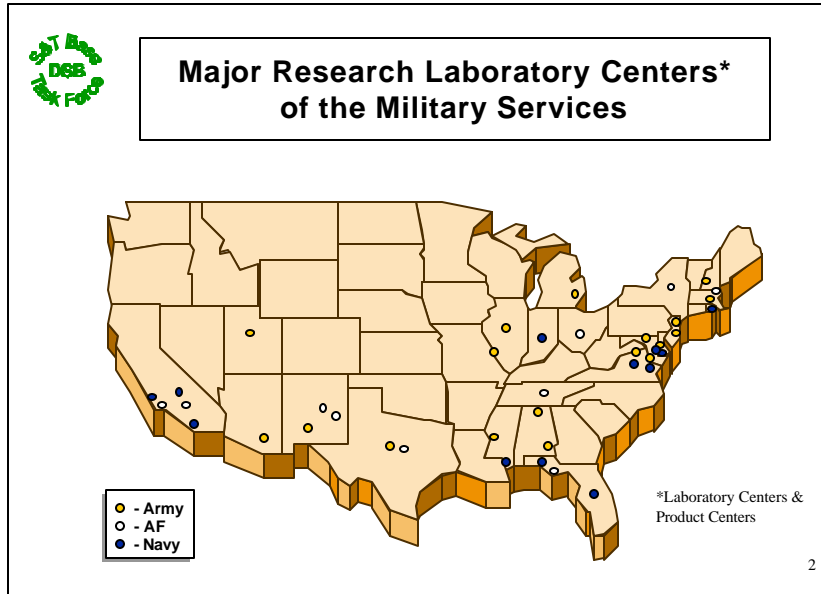 S&T Base
DSB
Task Force
Major Research Laboratory Centers*
of the Military Services
- Army
- AF
- Navy
*Laboratory Centers &
Product Centers
2